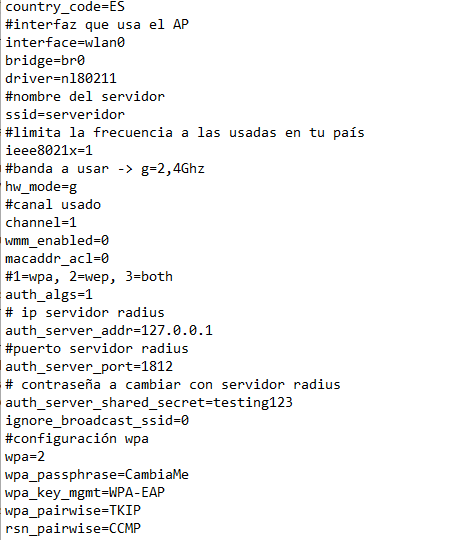 country_code=ES
#interfaz que usa el AP
interface=wlan0
bridge=br0
driver=nl80211
#nombre del servidor
ssid=serveridor
#limita la frecuencia a las usadas en tu país
ieee8021x=1
#banda a usar -> g=2,4Ghz
hw_mode=g
#canal usado
channel=1
wmm_enabled=0
macaddr_acl=0
#1=wpa, 2=wep, 3=both
auth_algs=1
# ip servidor radius
auth_server_addr=127.0.0.1
#puerto servidor radius
auth_server_port=1812
# contraseña a cambiar con servidor radius
auth_server_shared_secret=testing123
ignore_broadcast_ssid=0
#configuración wpa
wpa=2
wpa_passphrase=CambiaMe
wpa_key_mgmt=WPA-EAP
wpa_pairwise=TKIP
rsn_pairwise=CCMP